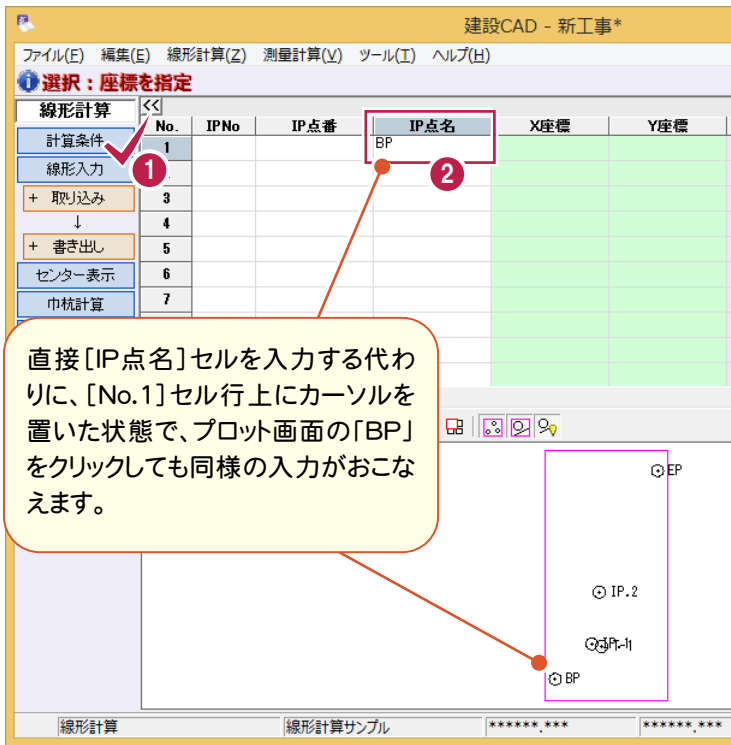 建設CAD - 新工事*
ファイル(F) 編集(E) 線形計算(Z) 測量計算(V) ツール(T) ヘルプ(H)
選択：座標を指定
線形計算 <<
No. IPNo IP点番 IP点名 X座標 Y座標
計算条件 1 BP
線形入力
1 2
+ 取り込み 3
↓ 4
+ 書き出し 5
センター表示 6
巾杭計算 7
直接[IP点名]セルを入力する代わ
りに、[No.1]セル行上にカーソルを
置いた状態で、プロット画面の「BP」
をクリックしても同様の入力がおこな
えます。
EP
IP.2
BP
線形計算 線形計算サンプル ******.*** ******.***